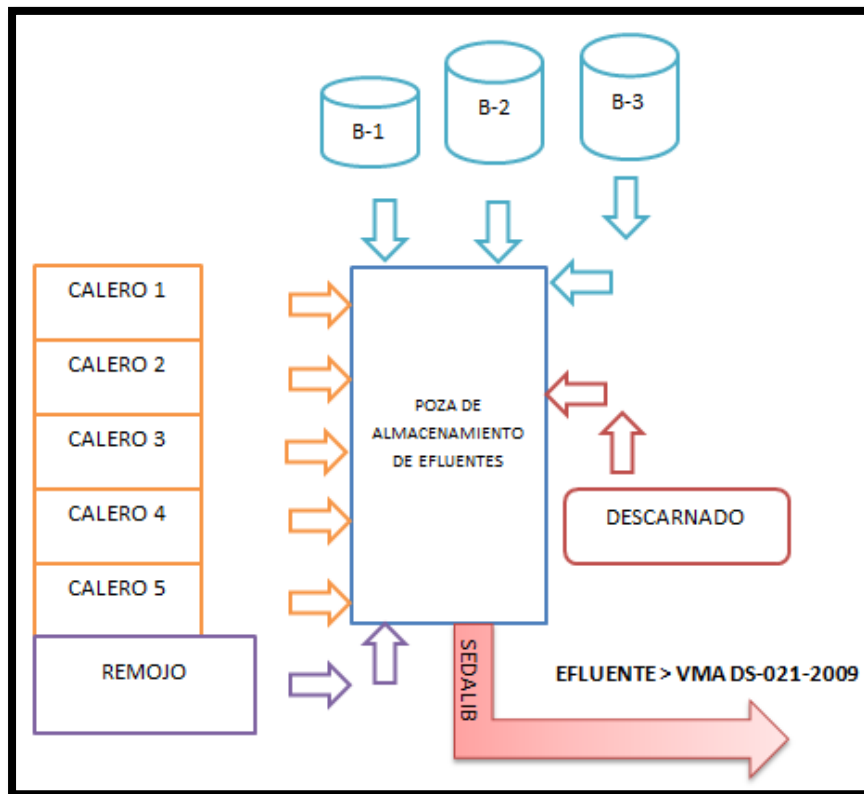 B-1
B-2
B-3
CALERO 1
CALERO 2
CALERO 3
CALERO 4
CALERO 5
REMOJO
POZA DE
ALMACENAMIENTO
DE EFLUENTES
DESCARNADO
SEDALIB
EFLUENTE > VMA DS-021-2009